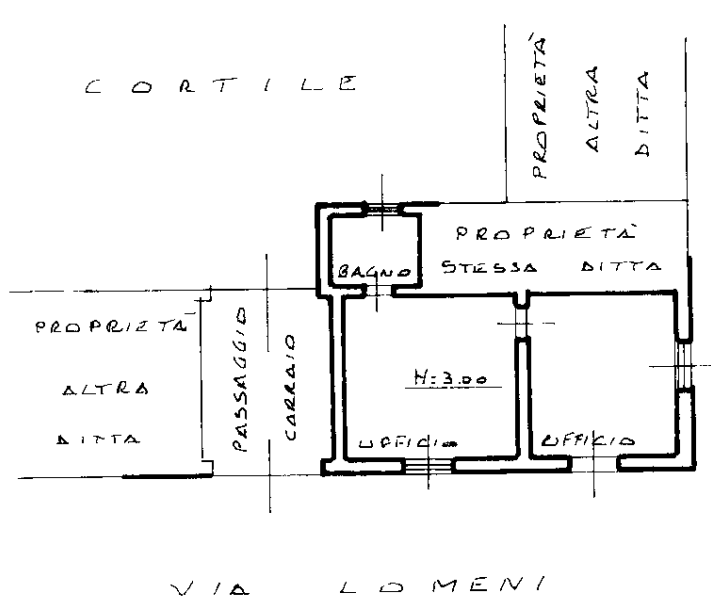 CORTILE
PROPRIETÀ
ALTRA
DITTA
PROPRIETÀ
STESSA DITTA
BAGNO
PROPRIETÀ
ALTRA
DITTA
PASSAGGIO
CARRAIO
H=3.00
UFFICIO
UFFICIO
VIA LOMENI